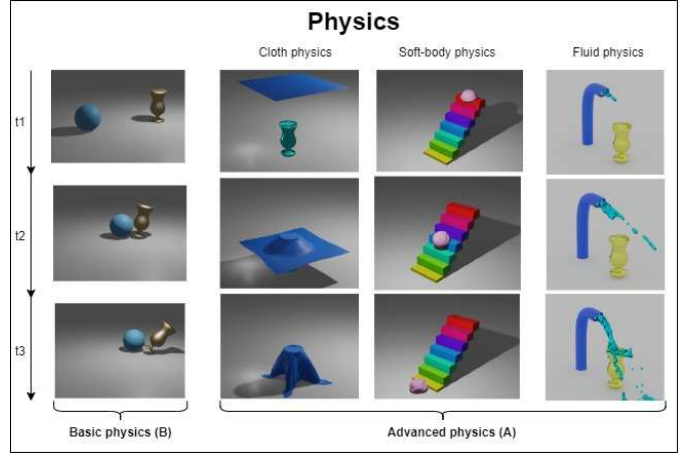 Physics
Cloth physics
Soft-body physics
Fluid physics
t1
t2
t3
Basic physics (B)
Advanced physics (A)